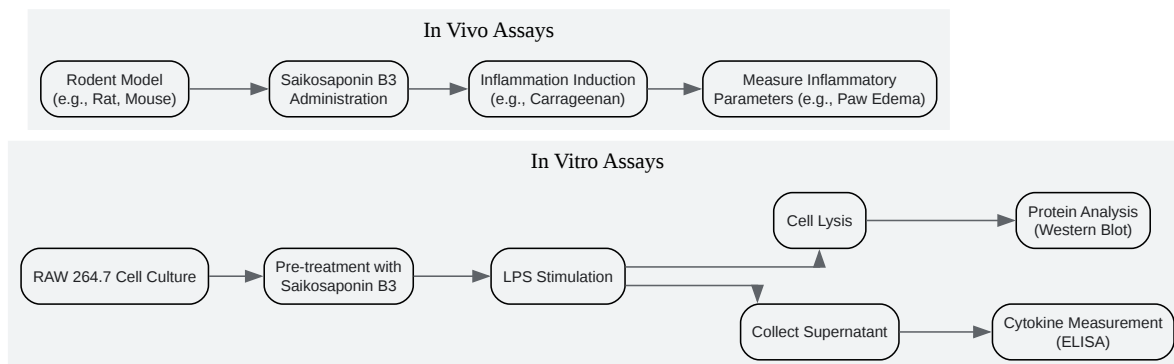 In Vivo Assays
Rodent Model
(e.g., Rat, Mouse)
Saikosaponin B3
Administration
Inflammation Induction
(e.g., Carrageenan)
Measure Inflammatory
Parameters (e.g., Paw Edema)
In Vitro Assays
RAW 264.7 Cell Culture
Pre-treatment with
Saikosaponin B3
LPS Stimulation
Cell Lysis
Protein Analysis
(Western Blot)
Collect Supernatant
Cytokine Measurement
(ELISA)